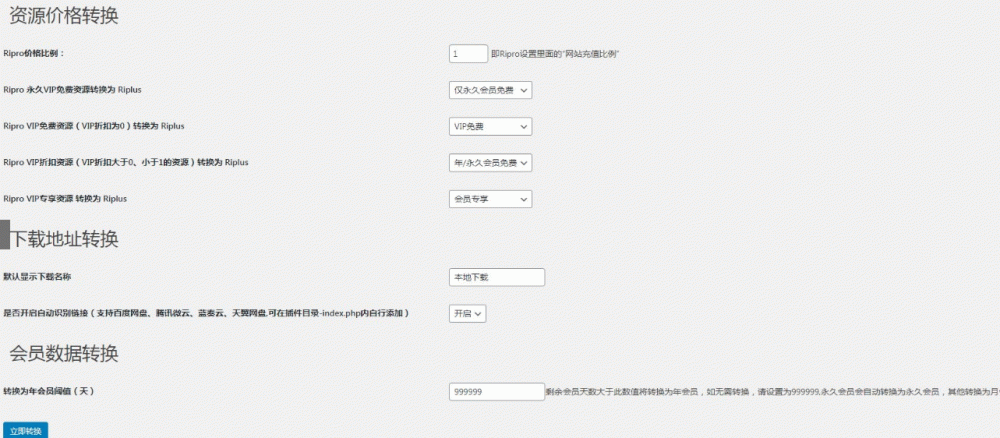 资源价格转换
Ripro价格比例：
1 即Ripro设置里面的"网站充值比例"
Ripro 永久VIP免费资源转换为 Riplus
仅永久会员免费
Ripro VIP免费资源（VIP折扣为0）转换为 Riplus
VIP免费
Ripro VIP折扣资源（VIP折扣大于0、小于1的资源）转换为 Riplus
年/永久会员免费
Ripro VIP专享资源 转换为 Riplus
会员专享
下载地址转换
默认显示下载名称
本地下载
是否开启自动识别链接（支持百度网盘、腾讯微云、蓝奏云、天翼网盘,可在插件目录-index.php内自行添加）
开启
会员数据转换
转换为年会员阈值（天）
999999 剩余会员天数大于此数值将转换为年会员，如无需转换，请设置为999999,永久会员会自动转换为永久会员，其他转换为月
立即转换